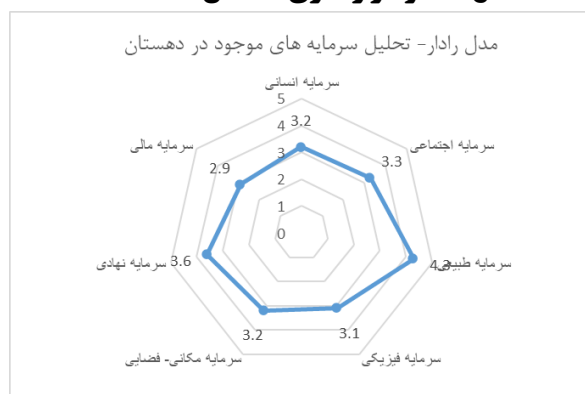 مدل رادار- تحلیل سرمایه های موجود در دهستان
سرمایه انسانی
5
4
3.2
3
2
1
0
سرمایه اجتماعی
3.3
سرمایه طبیعی
4.3
سرمایه فیزیکی
3.1
سرمایه مکانی- فضایی
3.2
سرمایه نهادی
3.6
سرمایه مالی
2.9